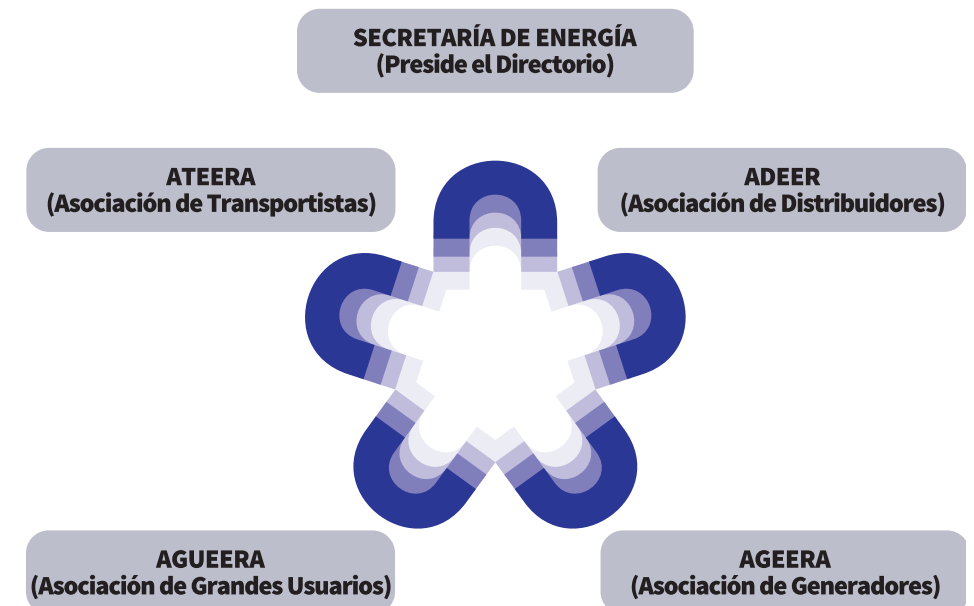 SECRETARÍA DE ENERGÍA
(Preside el Directorio)
ATEERA
(Asociación de Transportistas)
ADEER
(Asociación de Distribuidores)
AGUEERA
(Asociación de Grandes Usuarios)
AGEERA
(Asociación de Generadores)